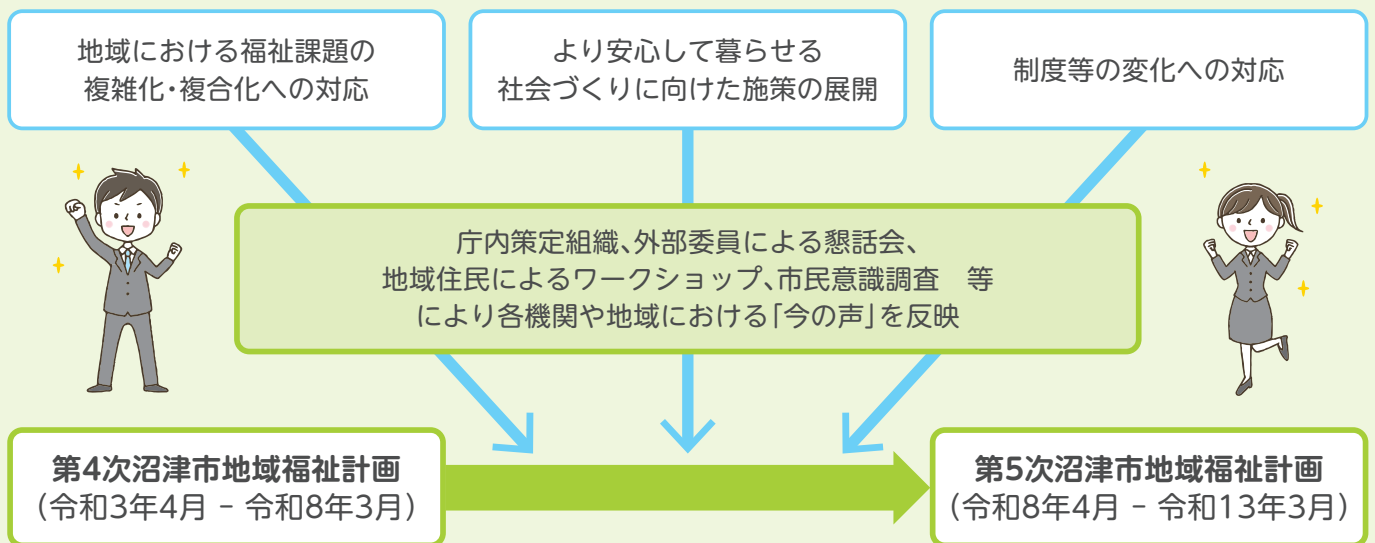 地域における福祉課題の
複雑化・複合化への対応
より安心して暮らせる
社会づくりに向けた施策の展開
制度等の変化への対応
庁内策定組織、外部委員による懇話会、
地域住民によるワークショップ、市民意識調査　等
により各機関や地域における「今の声」を反映
第4次沼津市地域福祉計画
（令和3年4月 － 令和8年3月）
第5次沼津市地域福祉計画
（令和8年4月 － 令和13年3月）